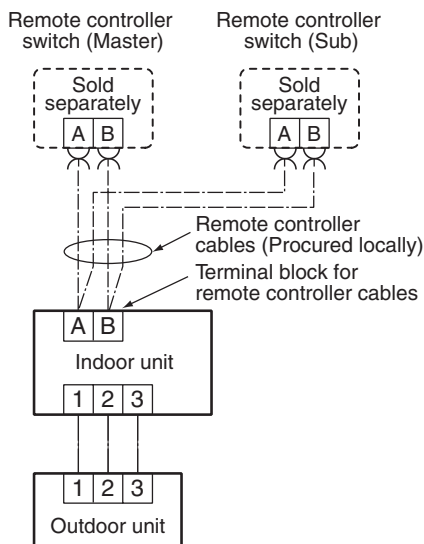 Remote controller
switch (Master)
Remote controller
switch (Sub)
Sold
separately
A B
Sold
separately
A B
Remote controller
cables (Procured locally)
Terminal block for
remote controller cables
A B
Indoor unit
1 2 3
1 2 3
Outdoor unit